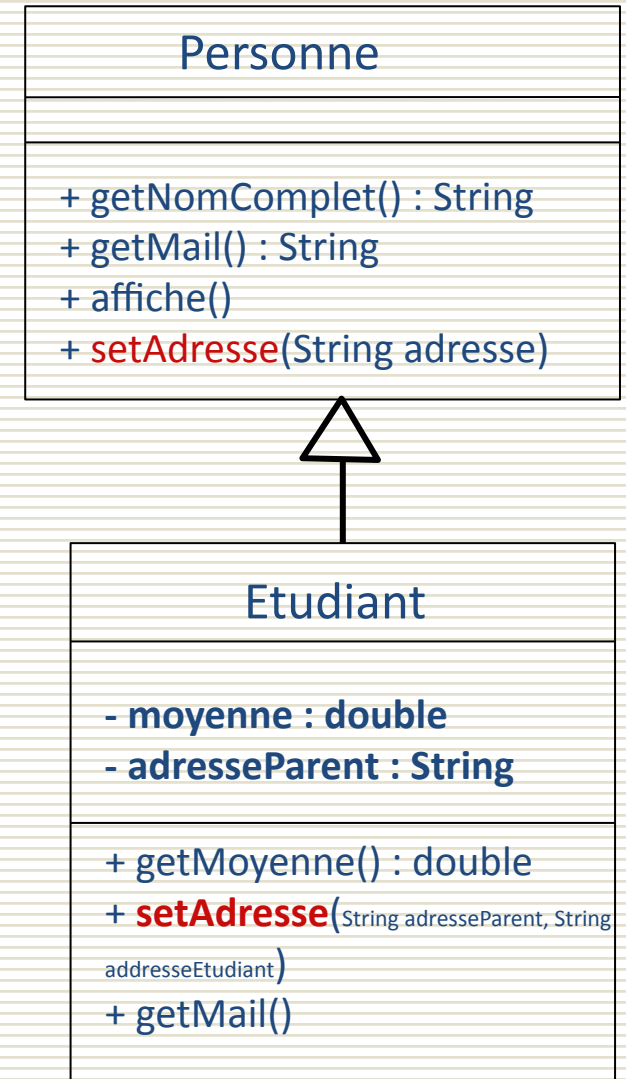 Personne
+ getNomComplet() : String
+ getMail() : String
+ affiche()
+ setAdresse(String adresse)
Etudiant
- moyenne : double
- adresseParent : String
+ getMoyenne() : double
+ setAdresse(String adresseParent, String
addresseEtudiant)
+ getMail()